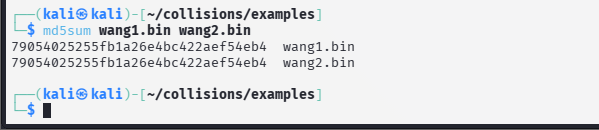 ┌──(kali㉿kali)-[~/collisions/examples]
└─$ md5sum wang1.bin wang2.bin
79054025255fb1a26e4bc422aef54eb4  wang1.bin
79054025255fb1a26e4bc422aef54eb4  wang2.bin
┌──(kali㉿kali)-[~/collisions/examples]
└─$